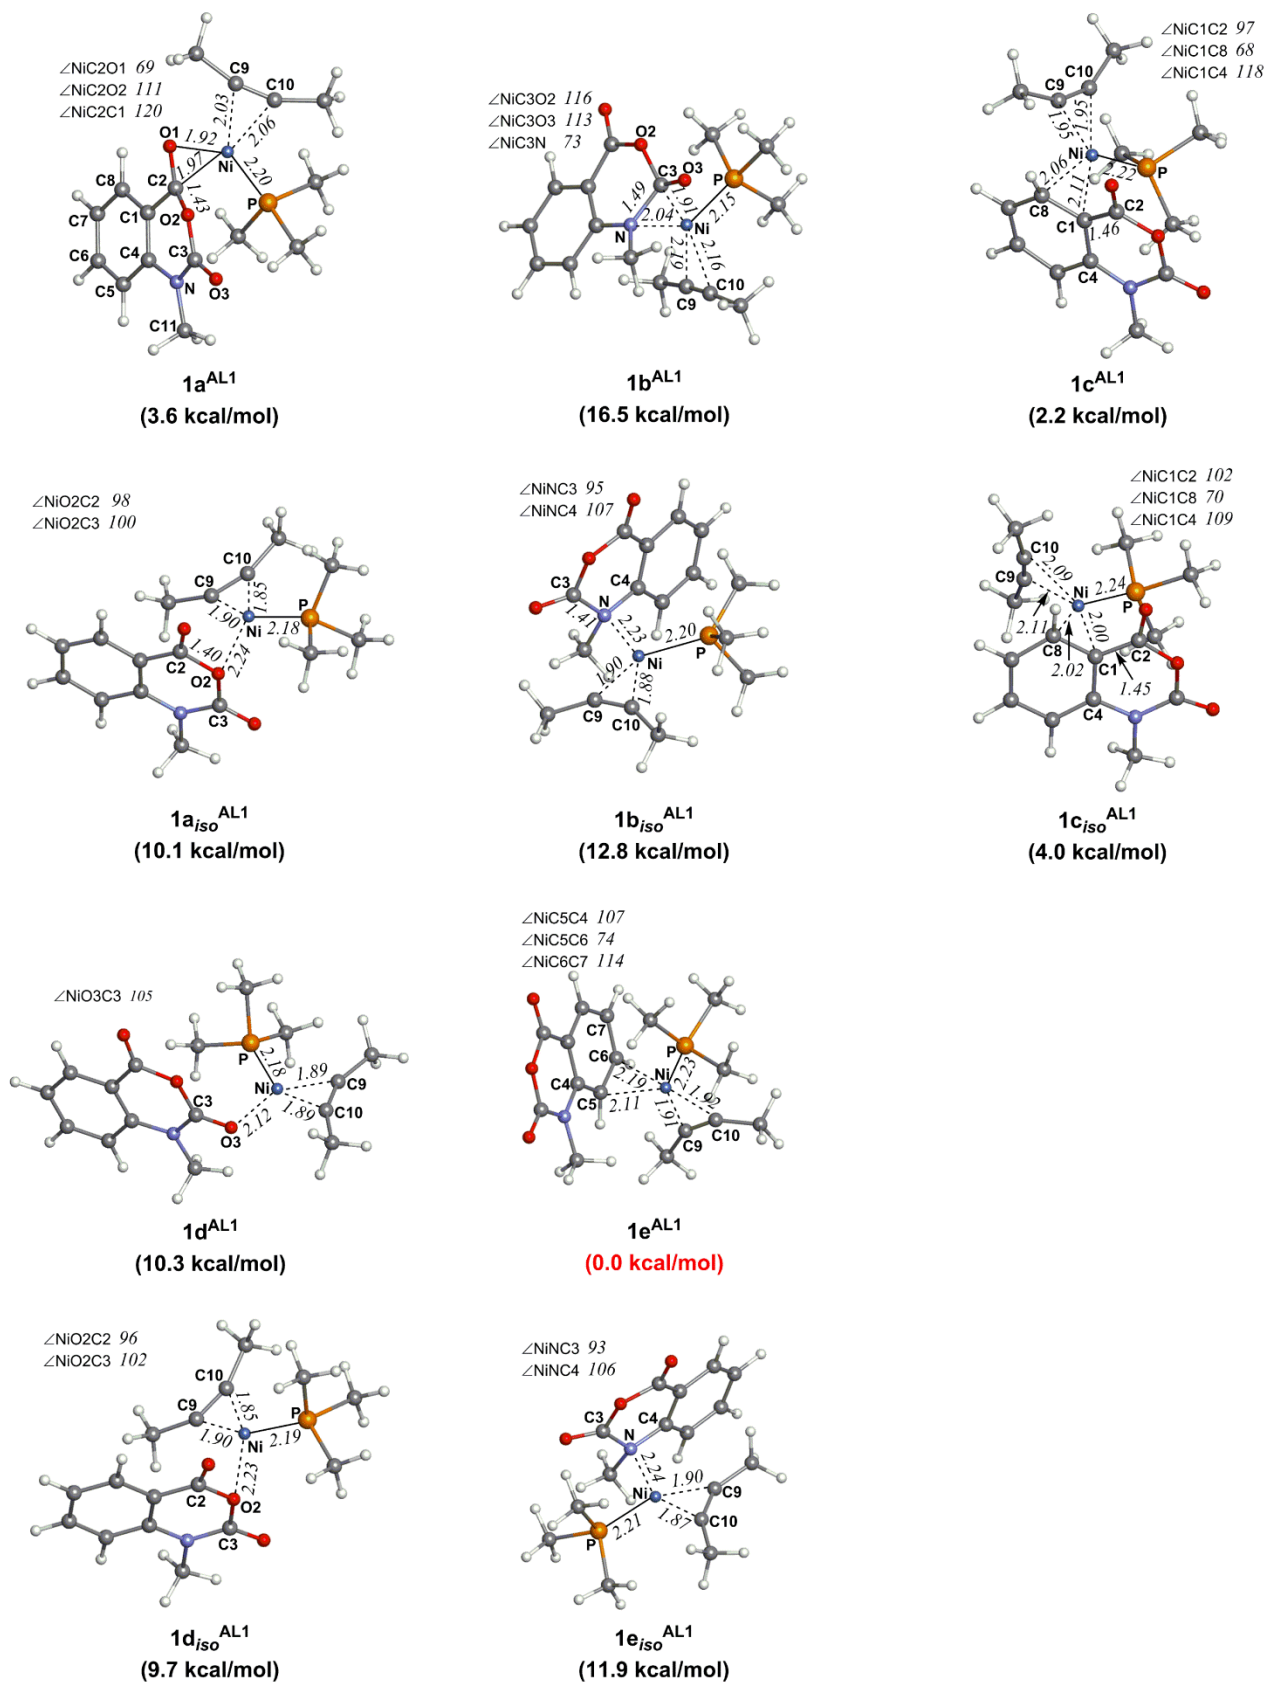 ∠NiC2O1 69
∠NiC2O2 111
∠NiC2C1 120
C9
C10
2.03
2.06
O1
1.92
Ni
1.97
2.20
C8
C2
1.43
P
C7
C1
O2
C6
C4
C3
C5
N
O3
C11
1a^AL1
(3.6 kcal/mol)
∠NiC3O2 116
∠NiC3O3 113
∠NiC3N 73
O2
C3
O3
P
1.49
1.91
2.15
N
2.04
Ni
2.19
2.16
C9
C10
1b^AL1
(16.5 kcal/mol)
∠NiC1C2 97
∠NiC1C8 68
∠NiC1C4 118
C10
C9
1.95
1.95
Ni
2.22
P
2.06
2.11
C8
C2
C1
1.46
C4
1c^AL1
(2.2 kcal/mol)
∠NiO2C2 98
∠NiO2C3 100
C10
C9
1.85
1.90
Ni
2.18
P
C2
1.40
2.24
O2
C3
1a_iso^AL1
(10.1 kcal/mol)
∠NiNC3 95
∠NiNC4 107
C3
C4
1.41
N
2.23
2.20
P
Ni
1.90
1.88
C9
C10
1b_iso^AL1
(12.8 kcal/mol)
∠NiC1C2 102
∠NiC1C8 70
∠NiC1C4 109
C10
C9
2.09
2.24
Ni
P
2.11
2.00
C8
C2
C1
2.02
1.45
C4
1c_iso^AL1
(4.0 kcal/mol)
∠NiO3C3 105
P
2.18
Ni
1.89
C9
1.89
C10
C3
O3
2.12
1d^AL1
(10.3 kcal/mol)
∠NiC5C4 107
∠NiC5C6 74
∠NiC6C7 114
C7
C6
P
C4
2.19
2.23
Ni
C5
2.11
1.92
1.91
C9
C10
1e^AL1
(0.0 kcal/mol)
∠NiO2C2 96
∠NiO2C3 102
C10
C9
1.85
P
1.90
Ni
2.19
C2
2.23
O2
C3
1d_iso^AL1
(9.7 kcal/mol)
∠NiNC3 93
∠NiNC4 106
C3
C4
N
2.24
1.90
Ni
C9
1.87
C10
P
2.21
1e_iso^AL1
(11.9 kcal/mol)